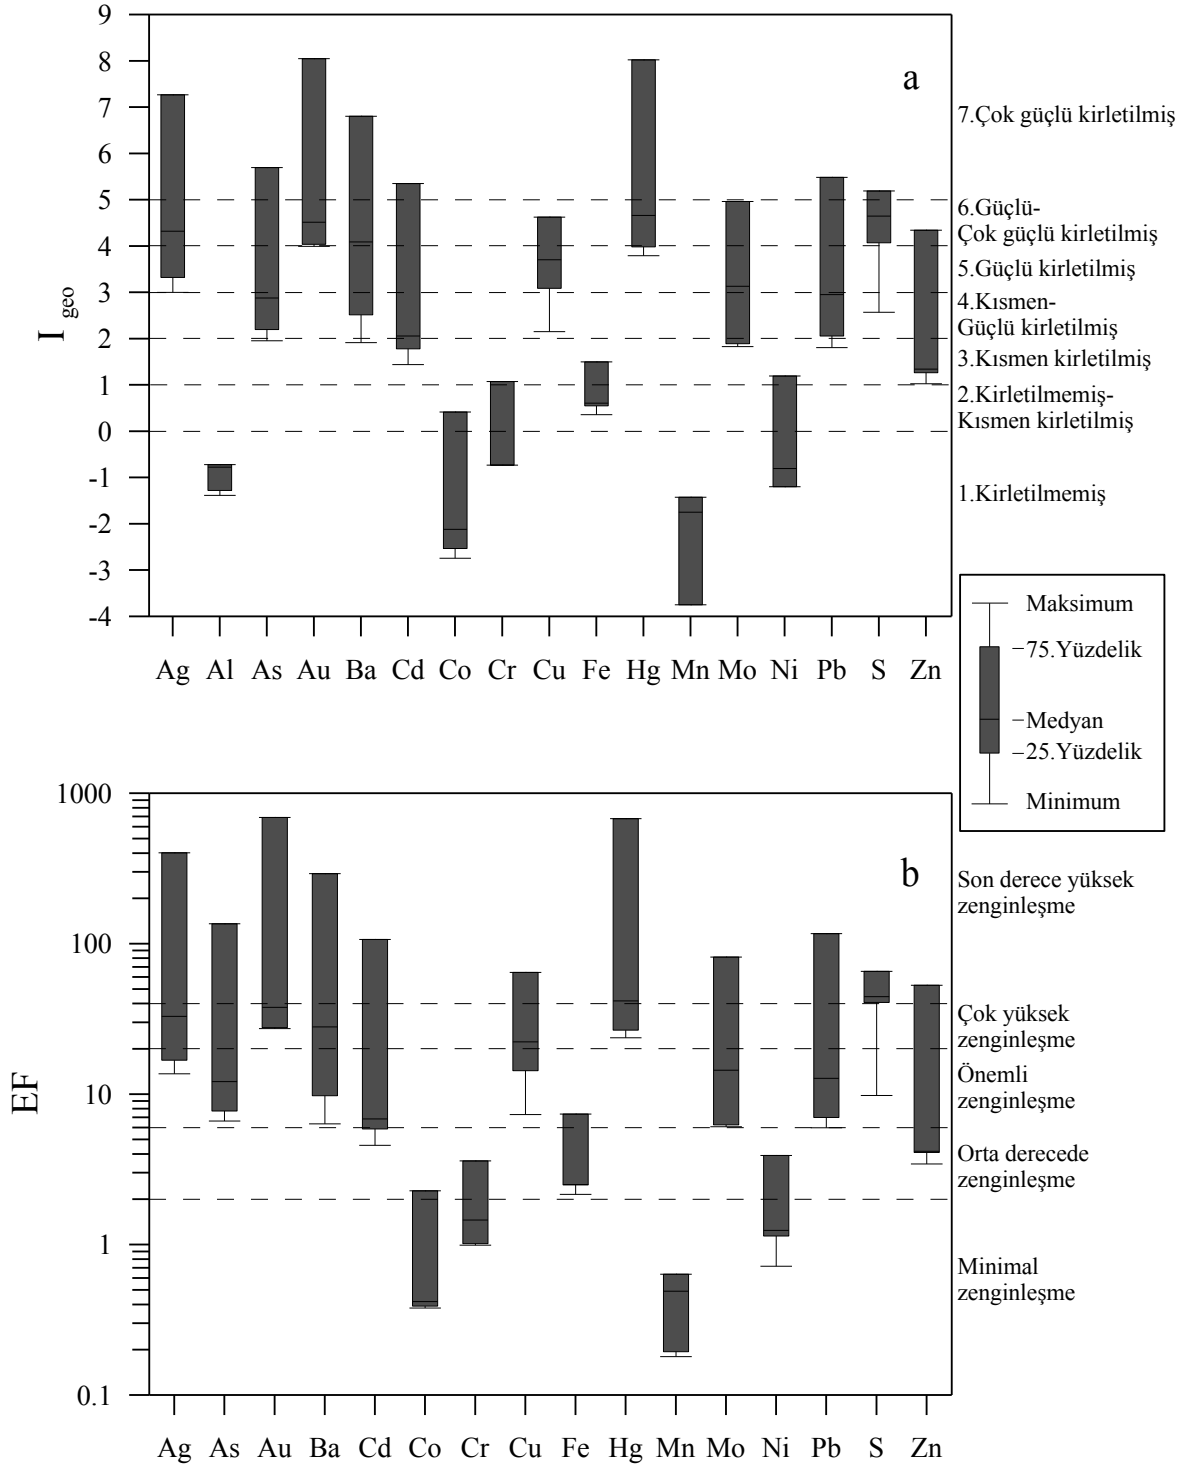 9
8
7
6
5
4
3
2
1
0
-1
-2
-3
-4
I geo
a
7.Çok güçlü kirletilmiş
6.Güçlü-
Çok güçlü kirletilmiş
5.Güçlü kirletilmiş
4.Kısmen-
Güçlü kirletilmiş
3.Kısmen kirletilmiş
2.Kirletilmemiş-
Kısmen kirletilmiş
1.Kirletilmemiş
Ag Al As Au Ba Cd Co Cr Cu Fe Hg Mn Mo Ni Pb S Zn
Maksimum
75.Yüzdelik
Medyan
25.Yüzdelik
Minimum
1000
100
10
1
0.1
EF
b
Son derece yüksek
zenginleşme
Çok yüksek
zenginleşme
Önemli
zenginleşme
Orta derecede
zenginleşme
Minimal
zenginleşme
Ag As Au Ba Cd Co Cr Cu Fe Hg Mn Mo Ni Pb S Zn